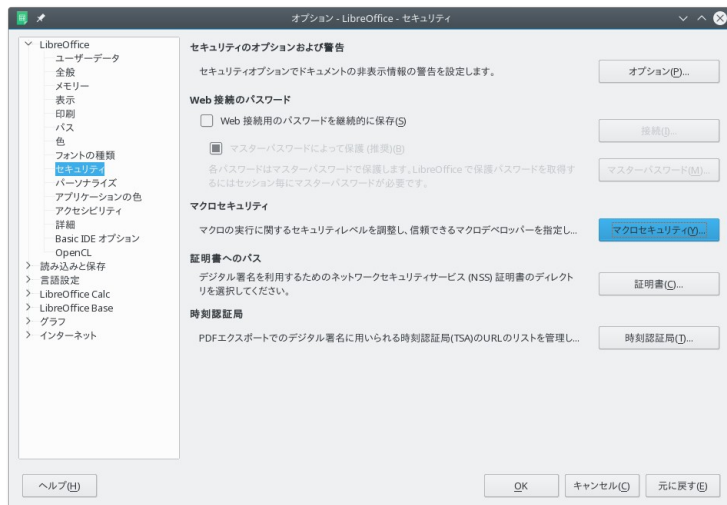 オプション - LibreOffice - セキュリティ
LibreOffice
ユーザーデータ
全般
メモリー
表示
印刷
パス
色
フォントの種類
セキュリティ
パーソナライズ
アプリケーションの色
アクセシビリティ
詳細
Basic IDE オプション
OpenCL
読み込みと保存
言語設定
LibreOffice Calc
LibreOffice Base
グラフ
インターネット
セキュリティのオプションおよび警告
セキュリティオプションでドキュメントの非表示情報の警告を設定します。
オプション(P)...
Web 接続のパスワード
Web 接続用のパスワードを継続的に保存(S)
接続(I)...
マスターパスワードによって保護 (推奨)(B)
各パスワードはマスターパスワードで保護します。LibreOffice で保護パスワードを取得す
るにはセッション毎にマスターパスワードが必要です。
マスターパスワード(M)...
マクロセキュリティ
マクロの実行に関するセキュリティレベルを調整し、信頼できるマクロデベロッパーを指定し...
マクロセキュリティ(Y)...
証明書へのパス
デジタル署名を利用するためのネットワークセキュリティサービス (NSS) 証明書のディレクト
リを選択してください。
証明書(C)...
時刻認証局
PDFエクスポートでのデジタル署名に用いられる時刻認証局(TSA)のURLのリストを管理し...
時刻認証局(T)...
ヘルプ(H)
OK
キャンセル(C)
元に戻す(E)